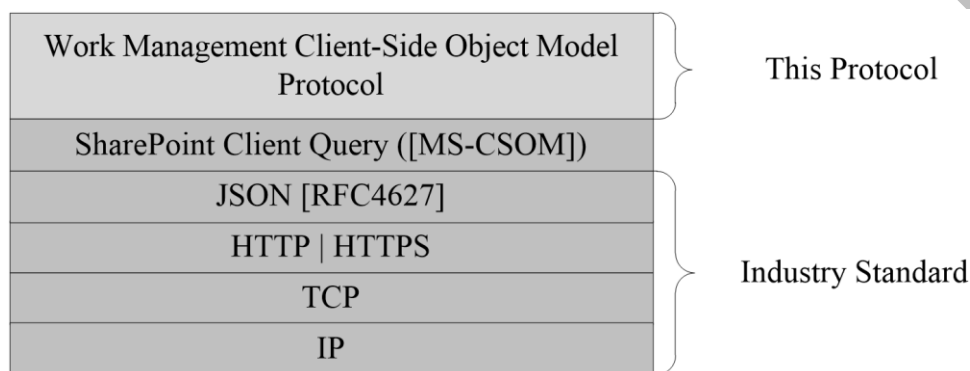 Work Management Client-Side Object Model
Protocol
This Protocol
SharePoint Client Query ([MS-CSOM])
JSON [RFC4627]
HTTP | HTTPS
Industry Standard
TCP
IP